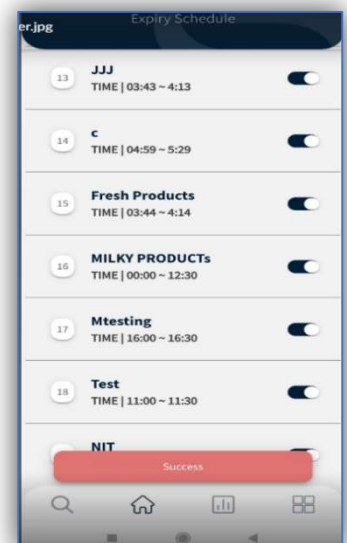 Expiry Schedule
er.jpg
13
JJJ
TIME | 03:43 ~ 4:13
14
c
TIME | 04:59 ~ 5:29
15
Fresh Products
TIME | 03:44 ~ 4:14
16
MILKY PRODUCTs
TIME | 00:00 ~ 12:30
17
Mtesting
TIME | 16:00 ~ 16:30
18
Test
TIME | 11:00 ~ 11:30
NIT
Success